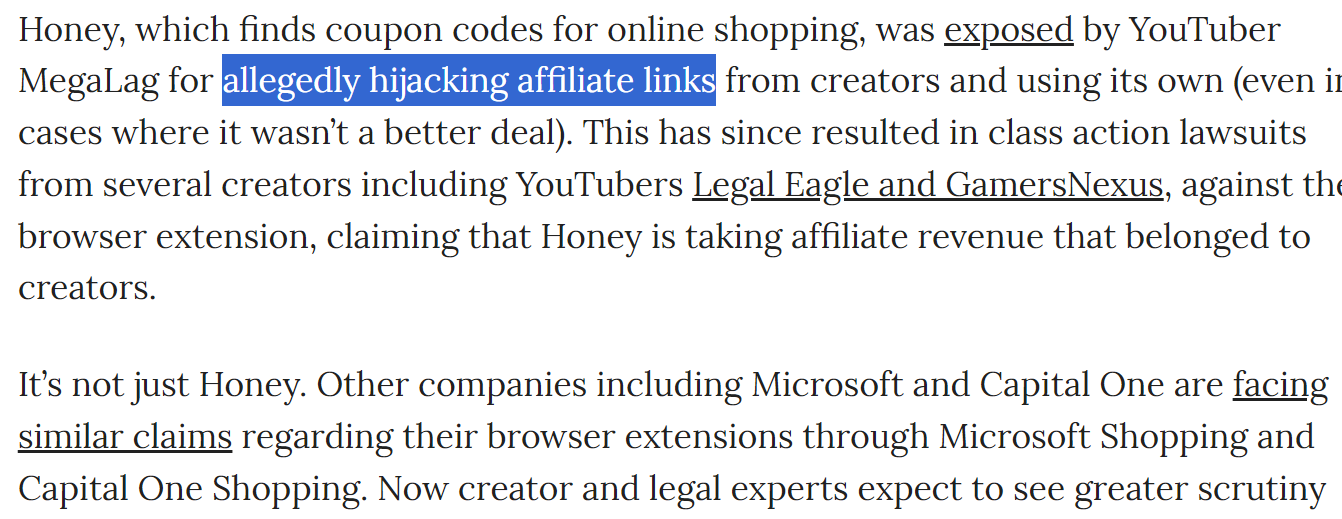 Honey, which finds coupon codes for online shopping, was exposed by YouTuber
MegaLag for allegedly hijacking affiliate links from creators and using its own (even in
cases where it wasn’t a better deal). This has since resulted in class action lawsuits
from several creators including YouTubers Legal Eagle and GamersNexus, against the
browser extension, claiming that Honey is taking affiliate revenue that belonged to
creators.
It’s not just Honey. Other companies including Microsoft and Capital One are facing
similar claims regarding their browser extensions through Microsoft Shopping and
Capital One Shopping. Now creator and legal experts expect to see greater scrutiny